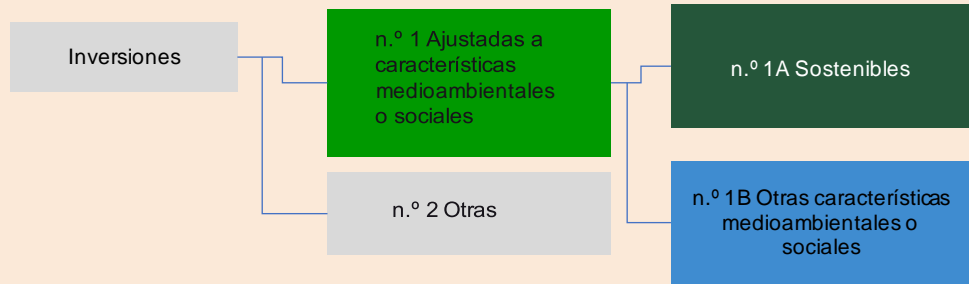 Inversiones
n.º 1 Ajustadas a
características
medioambientales
o sociales
n.º 2 Otras
n.º 1A Sostenibles
n.º 1B Otras características
medioambientales o
sociales